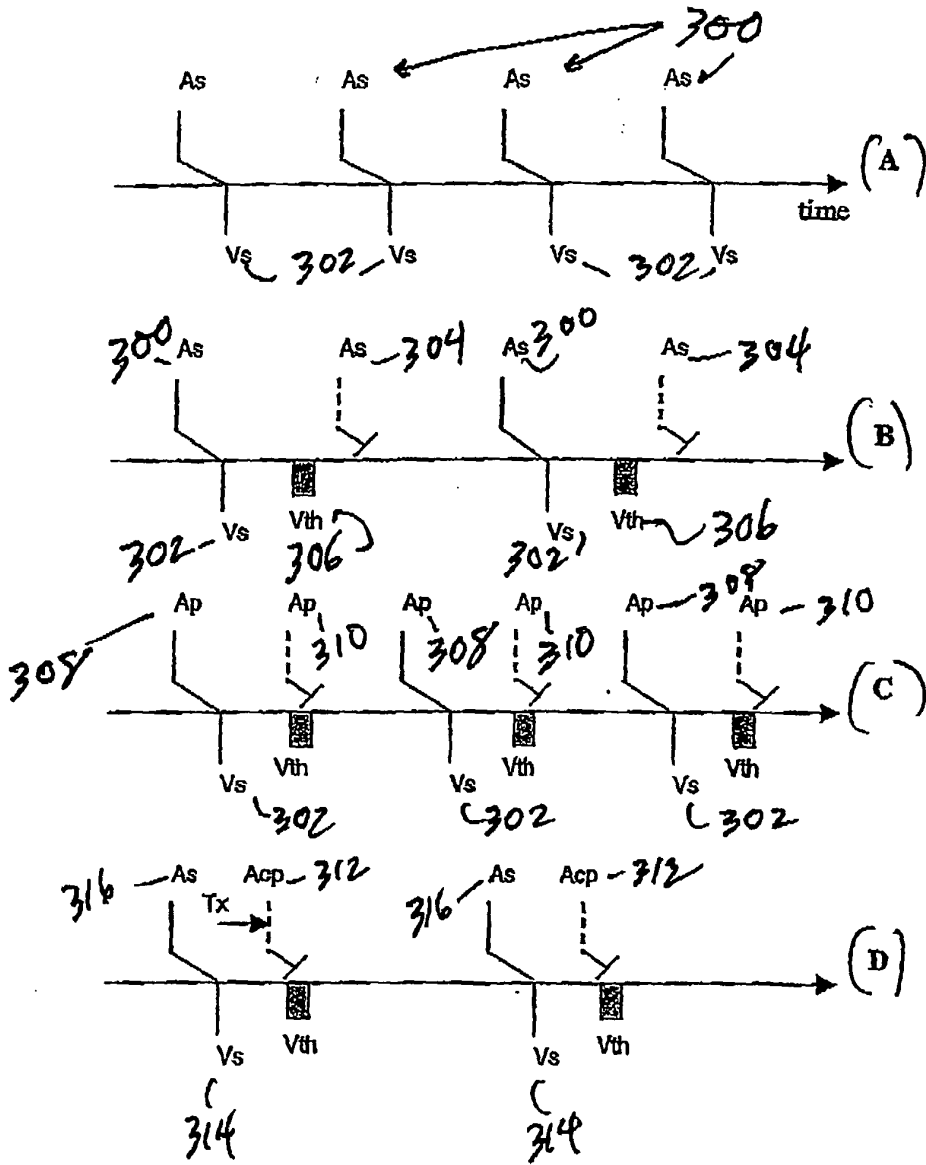 300
As As As As
(A)
time
Vs 302 Vs Vs 302 Vs
300 As As 304 As 300 As 304
(B)
302 Vs Vth 306 Vs 302 Vth 306
308 Ap Ap 310 Ap 308 Ap 310 Ap 308 Ap 310
(C)
Vs Vth Vs Vth Vs Vth
302 302 302
316 As Acp 312 316 As Acp 312
Tx
(D)
Vs Vth Vs Vth
314 314